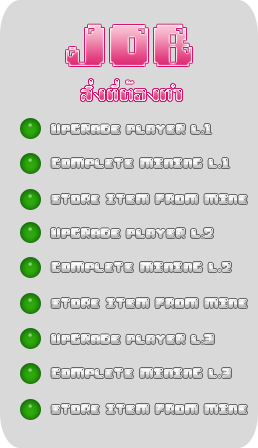 JOB
สิ่งที่ต้องทำ
UPGRADE PLAYER L.1
COMPLETE MINING L.1
STORE ITEM FROM MINE
UPGRADE PLAYER L.2
COMPLETE MINING L.2
STORE ITEM FROM MINE
UPGRADE PLAYER L.3
COMPLETE MINING L.3
STORE ITEM FROM MINE